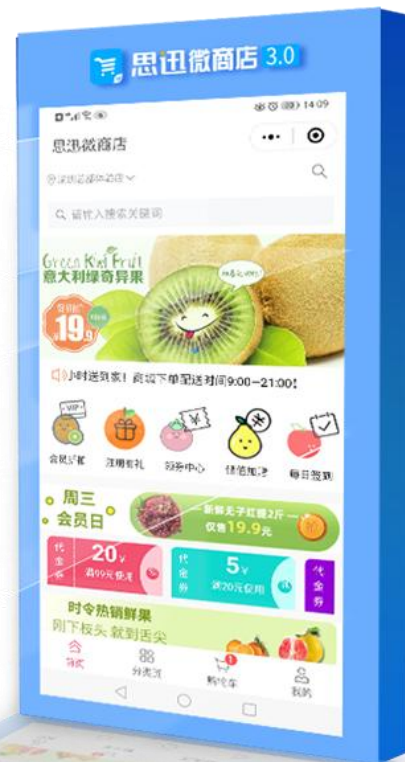 思迅微商店 3.0
14:09
思迅微商店
请输入搜索关键词
Green Kiwi Fruit
意大利绿奇异果
19.9
小时送到家！商城下单配送时间9:00-21:00！
VIP
注册有礼
领券中心
储值加赠
每日签到
周三
会员日
新鲜无子红提2斤
仅售19.9元
代金券
20¥
满99元使用
代金券
5¥
满20元使用
代金券
时令热销鲜果
刚下枝头 就到舌尖
首页
分类页
购物车
1
我的